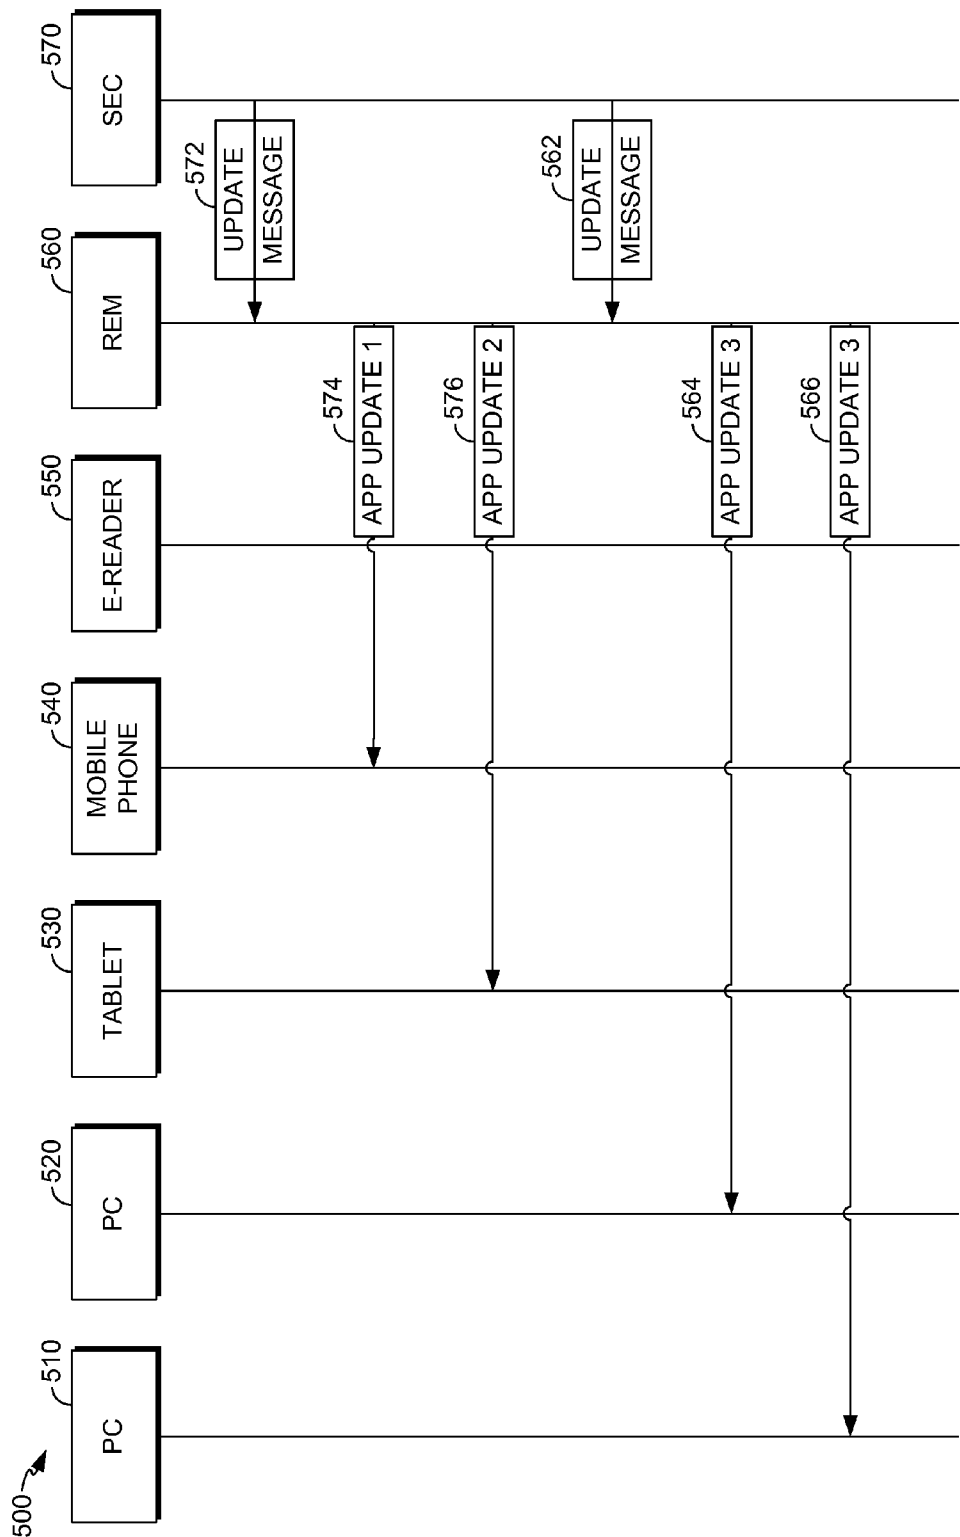 500
510
PC
520
PC
530
TABLET
540
MOBILE
PHONE
550
E-READER
560
REM
570
SEC
572
UPDATE
MESSAGE
574
APP UPDATE 1
576
APP UPDATE 2
562
UPDATE
MESSAGE
564
APP UPDATE 3
566
APP UPDATE 3